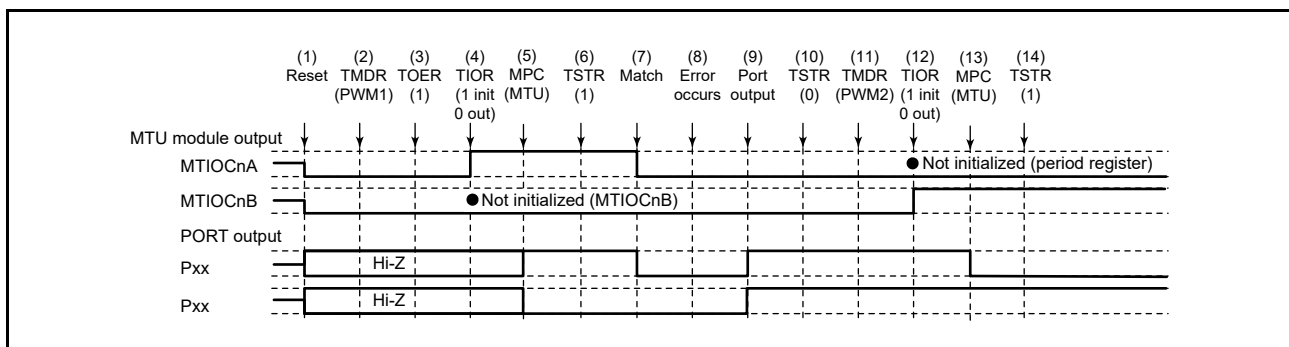 (1) (2) (3) (4) (5) (6) (7) (8) (9) (10) (11) (12) (13) (14)
Reset TMDR TOER TIOR MPC TSTR Match Error Port TSTR TMDR TIOR MPC TSTR
(PWM1) (1) (1 init (MTU) (1) occurs output (0) (PWM2) (1 init (MTU) (1)
0 out) 0 out)
MTU module output
MTIOCnA ● Not initialized (period register)
MTIOCnB ● Not initialized (MTIOCnB)
PORT output
Pxx Hi-Z
Pxx Hi-Z